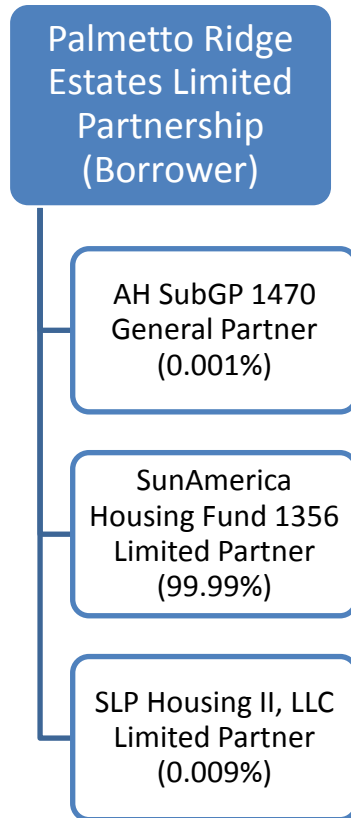 Palmetto Ridge
Estates Limited
Partnership
(Borrower)
AH SubGP 1470
General Partner
(0.001%)
SunAmerica
Housing Fund 1356
Limited Partner
(99.99%)
SLP Housing II, LLC
Limited Partner
(0.009%)